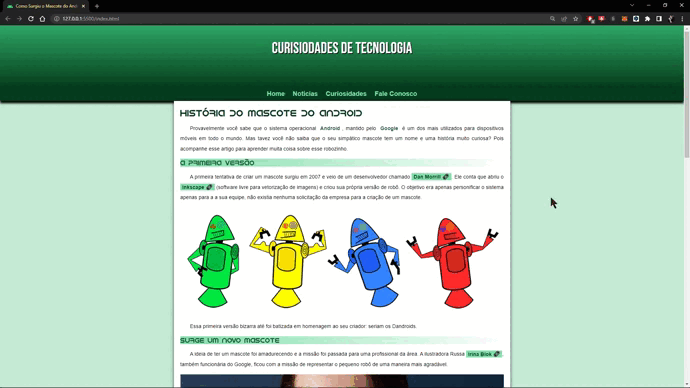 Como Surgiu o Mascote do And
127.0.0.1:5500/index.html
CURISIODADES DE TECNOLOGIA
Home Notícias Curiosidades Fale Conosco
HISTÓRIA DO MASCOTE DO ANDROID
Provavelmente você sabe que o sistema operacional Android , mantido pelo Google é um dos mais utilizados para dispositivos
móveis em todo o mundo. Mas talvez você não saiba que o seu simpático mascote tem um nome e uma história muito curiosa? Pois
acompanhe esse artigo para aprender muita coisa sobre esse robozinho.
A PRIMEIRA VERSÃO
A primeira tentativa de criar um mascote surgiu em 2007 e veio de um desenvolvedor chamado Dan Morrill . Ele conta que abriu o
Inkscape (software livre para vetorização de imagens) e criou sua própria versão de robô. O objetivo era apenas personificar o sistema
apenas para a a sua equipe, não existia nenhuma solicitação da empresa para a criação de um mascote
Essa primeira versão bizarra até foi batizada em homenagem ao seu criador: seriam os Dandroids.
SURGE UM NOVO MASCOTE
A ideia de ter um mascote foi amadurecendo e a missão foi passada para uma profissional da área. A ilustradora Russa Irina Blok , também
também funcionária do Google, ficou com a missão de representar o pequeno robô de uma maneira mais agradável.